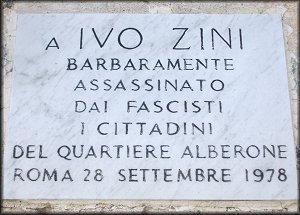 A IVO ZINI
BARBARAMENTE
ASSASSINATO
DAI FASCISTI
I CITTADINI
DEL QUARTIERE ALBERONE
ROMA 28 SETTEMBRE 1978